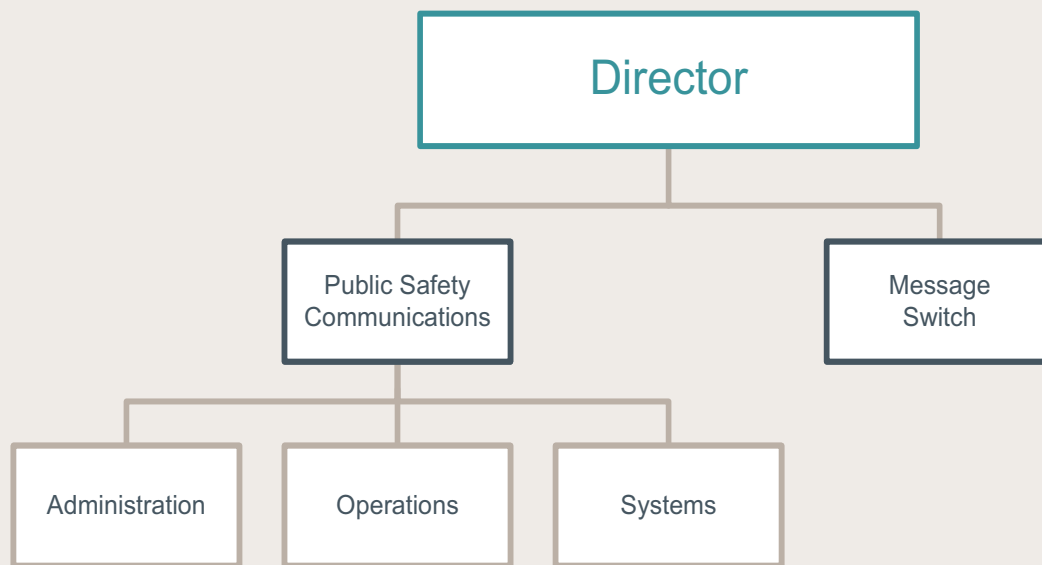 Director
Public Safety
Communications
Message
Switch
Administration
Operations
Systems